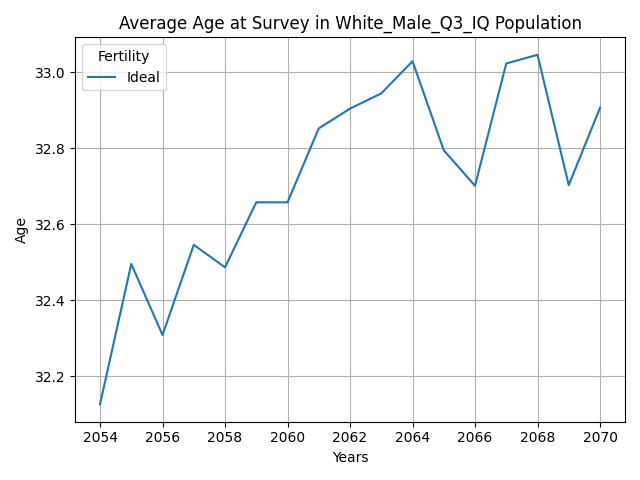 Average Age at Survey in White_Male_Q3_IQ Population
Fertility
Ideal
33.0
32.8
32.6
32.4
32.2
Age
2054 2056 2058 2060 2062 2064 2066 2068 2070
Years